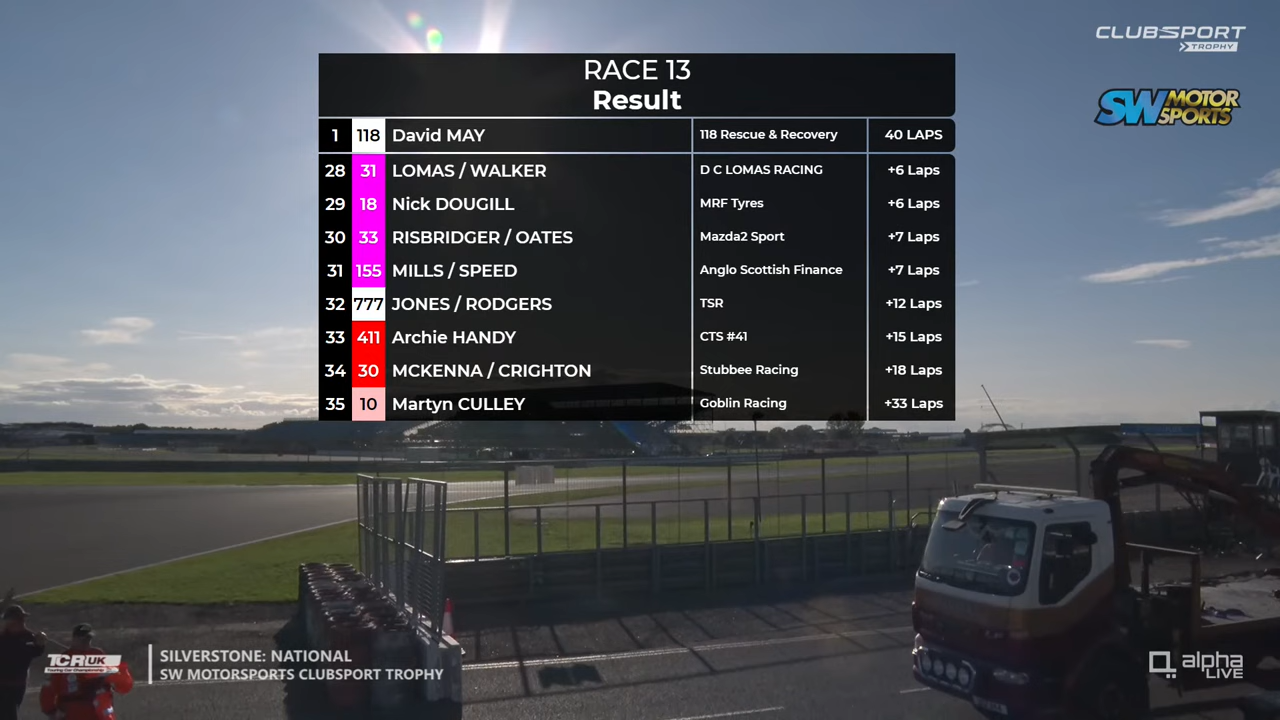 CLUBSPORT
TROPHY
SW MOTOR
SPORTS
RACE 13
Result
1 118 David MAY 118 Rescue & Recovery 40 LAPS
28 31 LOMAS / WALKER D C LOMAS RACING +6 Laps
29 18 Nick DOUGILL MRF Tyres +6 Laps
30 33 RISBRIDGER / OATES Mazda2 Sport +7 Laps
31 155 MILLS / SPEED Anglo Scottish Finance +7 Laps
32 777 JONES / RODGERS TSR +12 Laps
33 411 Archie HANDY CTS #41 +15 Laps
34 30 MCKENNA / CRIGHTON Stubbee Racing +18 Laps
35 10 Martyn CULLEY Goblin Racing +33 Laps
TCR UK
Touring Car Championship
SILVERSTONE: NATIONAL
SW MOTORSPORTS CLUBSPORT TROPHY
alpha
LIVE